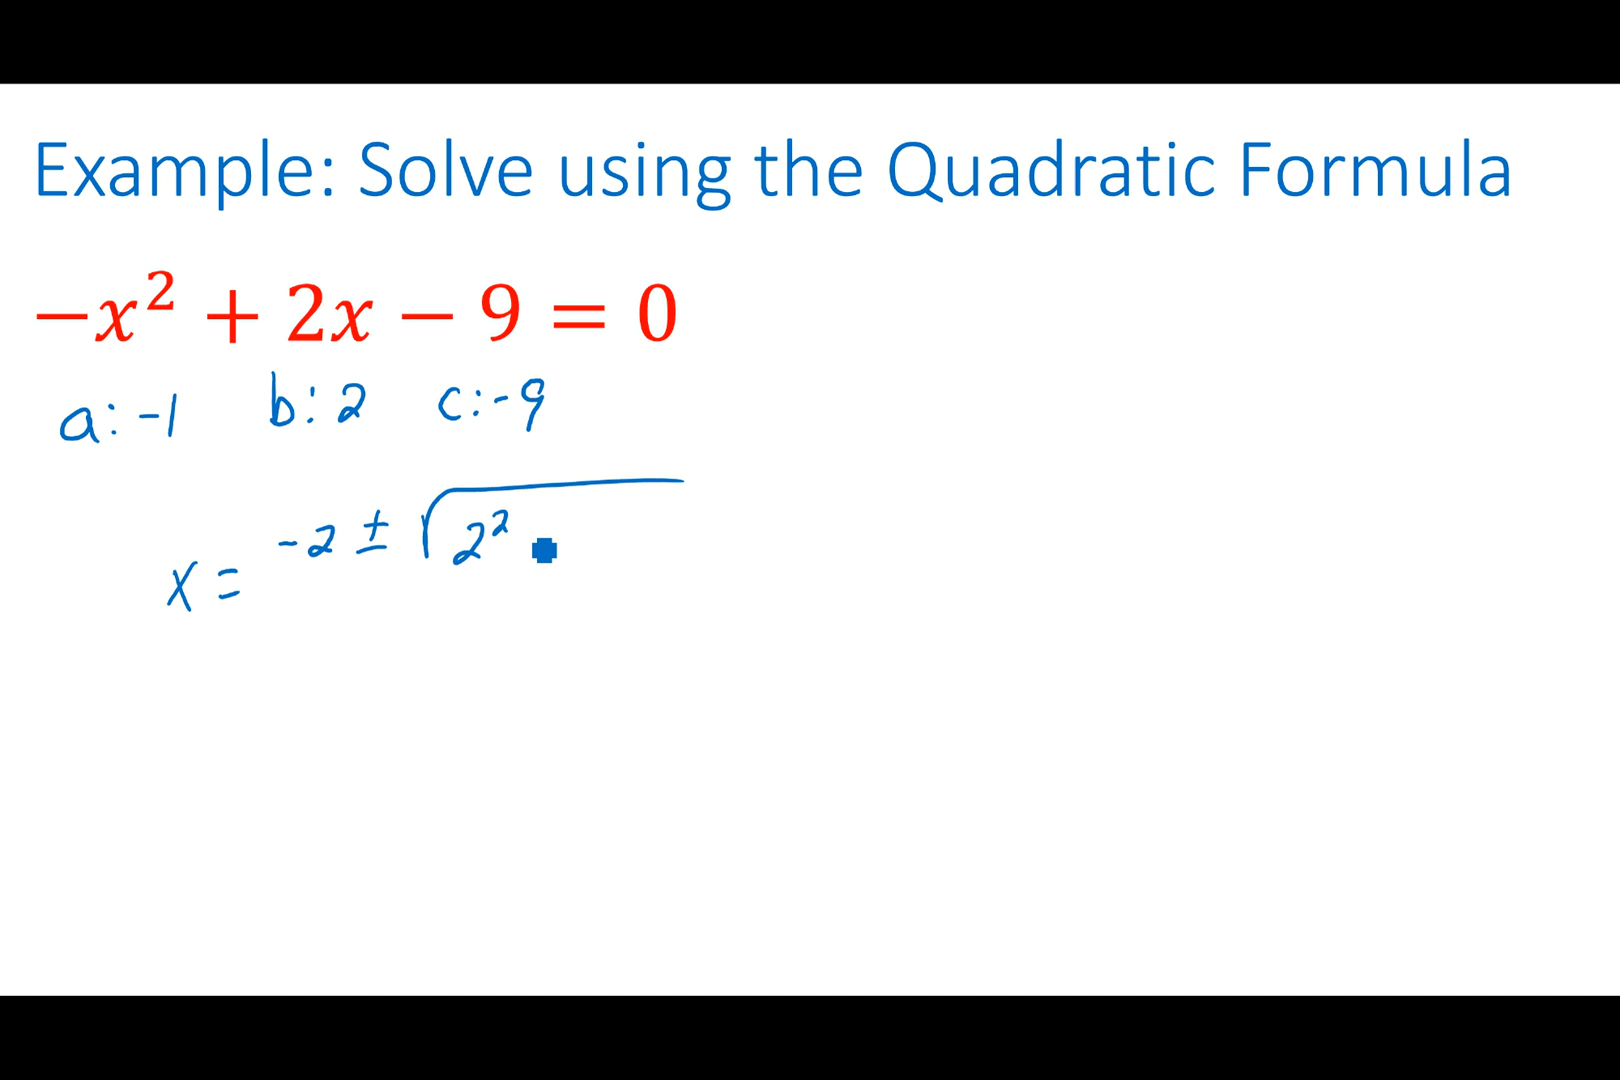 Example: Solve using the Quadratic Formula
−x² + 2x − 9 = 0
a: -1 b: 2 c: -9
x = -2 ± √2²